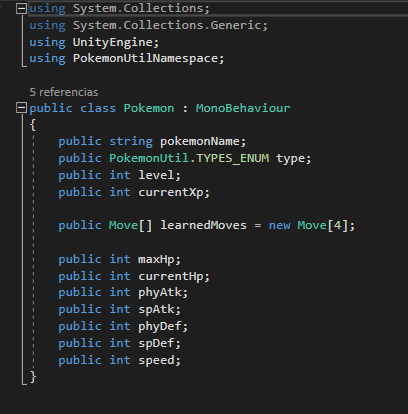 using System.Collections;
using System.Collections.Generic;
using UnityEngine;
using PokemonUtilNamespace;
5 referencias
public class Pokemon : MonoBehaviour
{
public string pokemonName;
public PokemonUtil.TYPES_ENUM type;
public int level;
public int currentXp;
public Move[] learnedMoves = new Move[4];
public int maxHp;
public int currentHp;
public int phyAtk;
public int spAtk;
public int phyDef;
public int spDef;
public int speed;
}